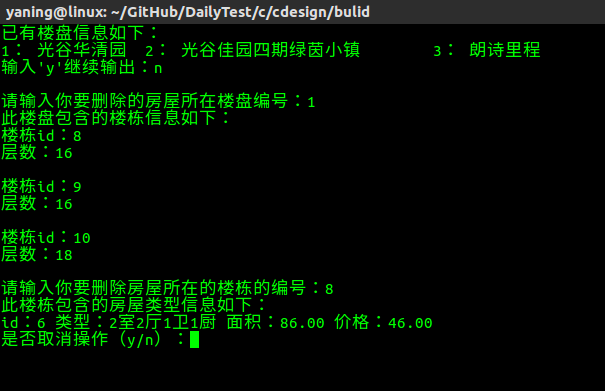 yaning@linux: ~/GitHub/DailyTest/c/cdesign/bulid
已有楼盘信息如下：
1： 光谷华清园  2： 光谷佳园四期绿茵小镇        3： 朗诗里程
输入'y'继续输出：n
请输入你要删除的房屋所在楼盘编号：1
此楼盘包含的楼栋信息如下：
楼栋id：8
层数：16
楼栋id：9
层数：16
楼栋id：10
层数：18
请输入你要删除房屋所在的楼栋的编号：8
此楼栋包含的房屋类型信息如下：
id：6 类型：2室2厅1卫1厨 面积：86.00 价格：46.00
是否取消操作（y/n）：